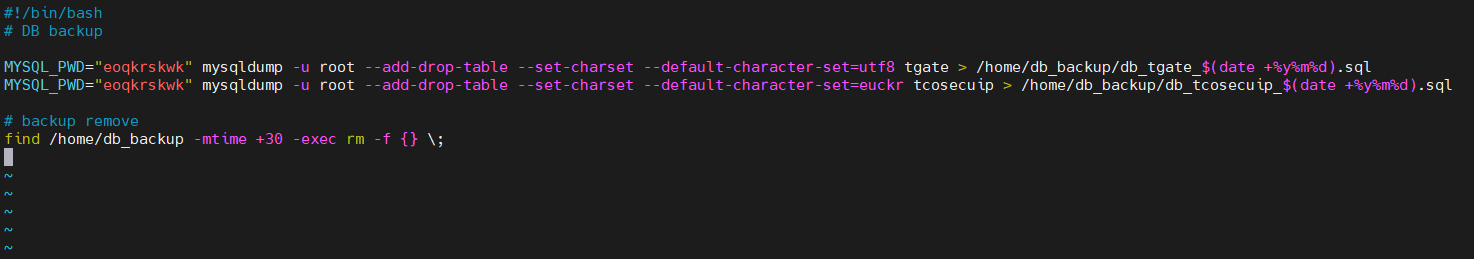 #!/bin/bash
# DB backup
MYSQL_PWD="eoqkrskwk" mysqldump -u root --add-drop-table --set-charset --default-character-set=utf8 tgate > /home/db_backup/db_tgate_$(date +%y%m%d).sql
MYSQL_PWD="eoqkrskwk" mysqldump -u root --add-drop-table --set-charset --default-character-set=euckr tcosecuip > /home/db_backup/db_tcosecuip_$(date +%y%m%d).sql
# backup remove
find /home/db_backup -mtime +30 -exec rm -f {} \;
~
~
~
~
~